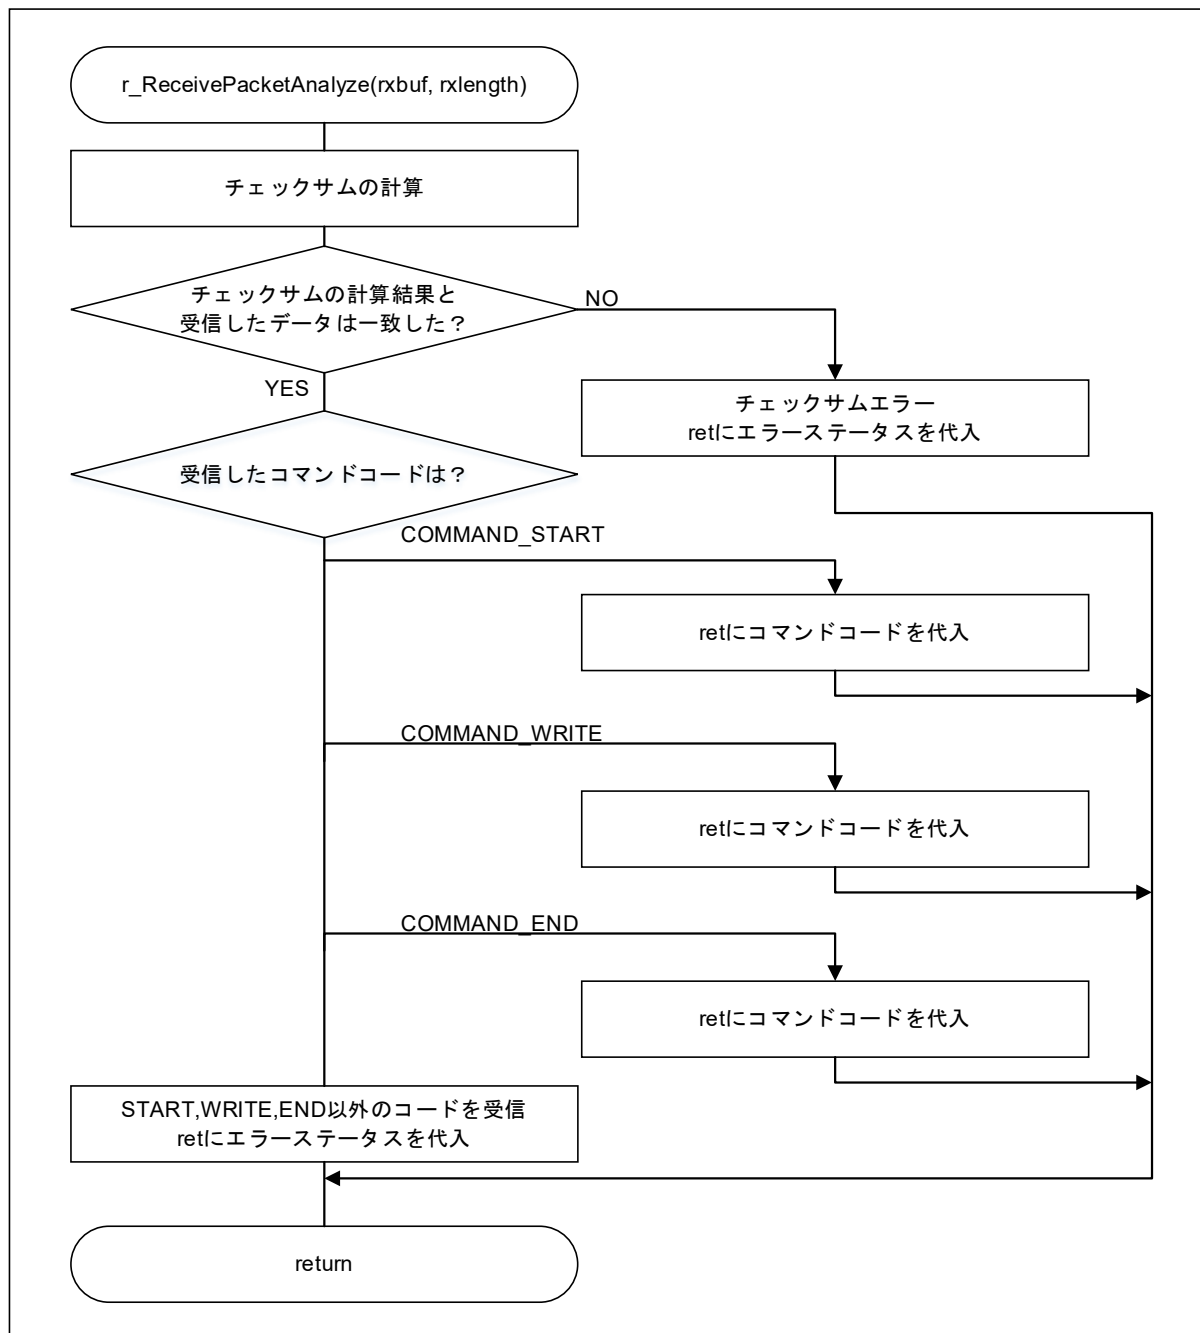 r_ReceivePacketAnalyze(rxbuf, rxlength)
チェックサムの計算
チェックサムの計算結果と
受信したデータは一致した？
NO
YES
チェックサムエラー
retにエラーステータスを代入
受信したコマンドコードは？
COMMAND_START
retにコマンドコードを代入
COMMAND_WRITE
retにコマンドコードを代入
COMMAND_END
retにコマンドコードを代入
START,WRITE,END以外のコードを受信
retにエラーステータスを代入
return